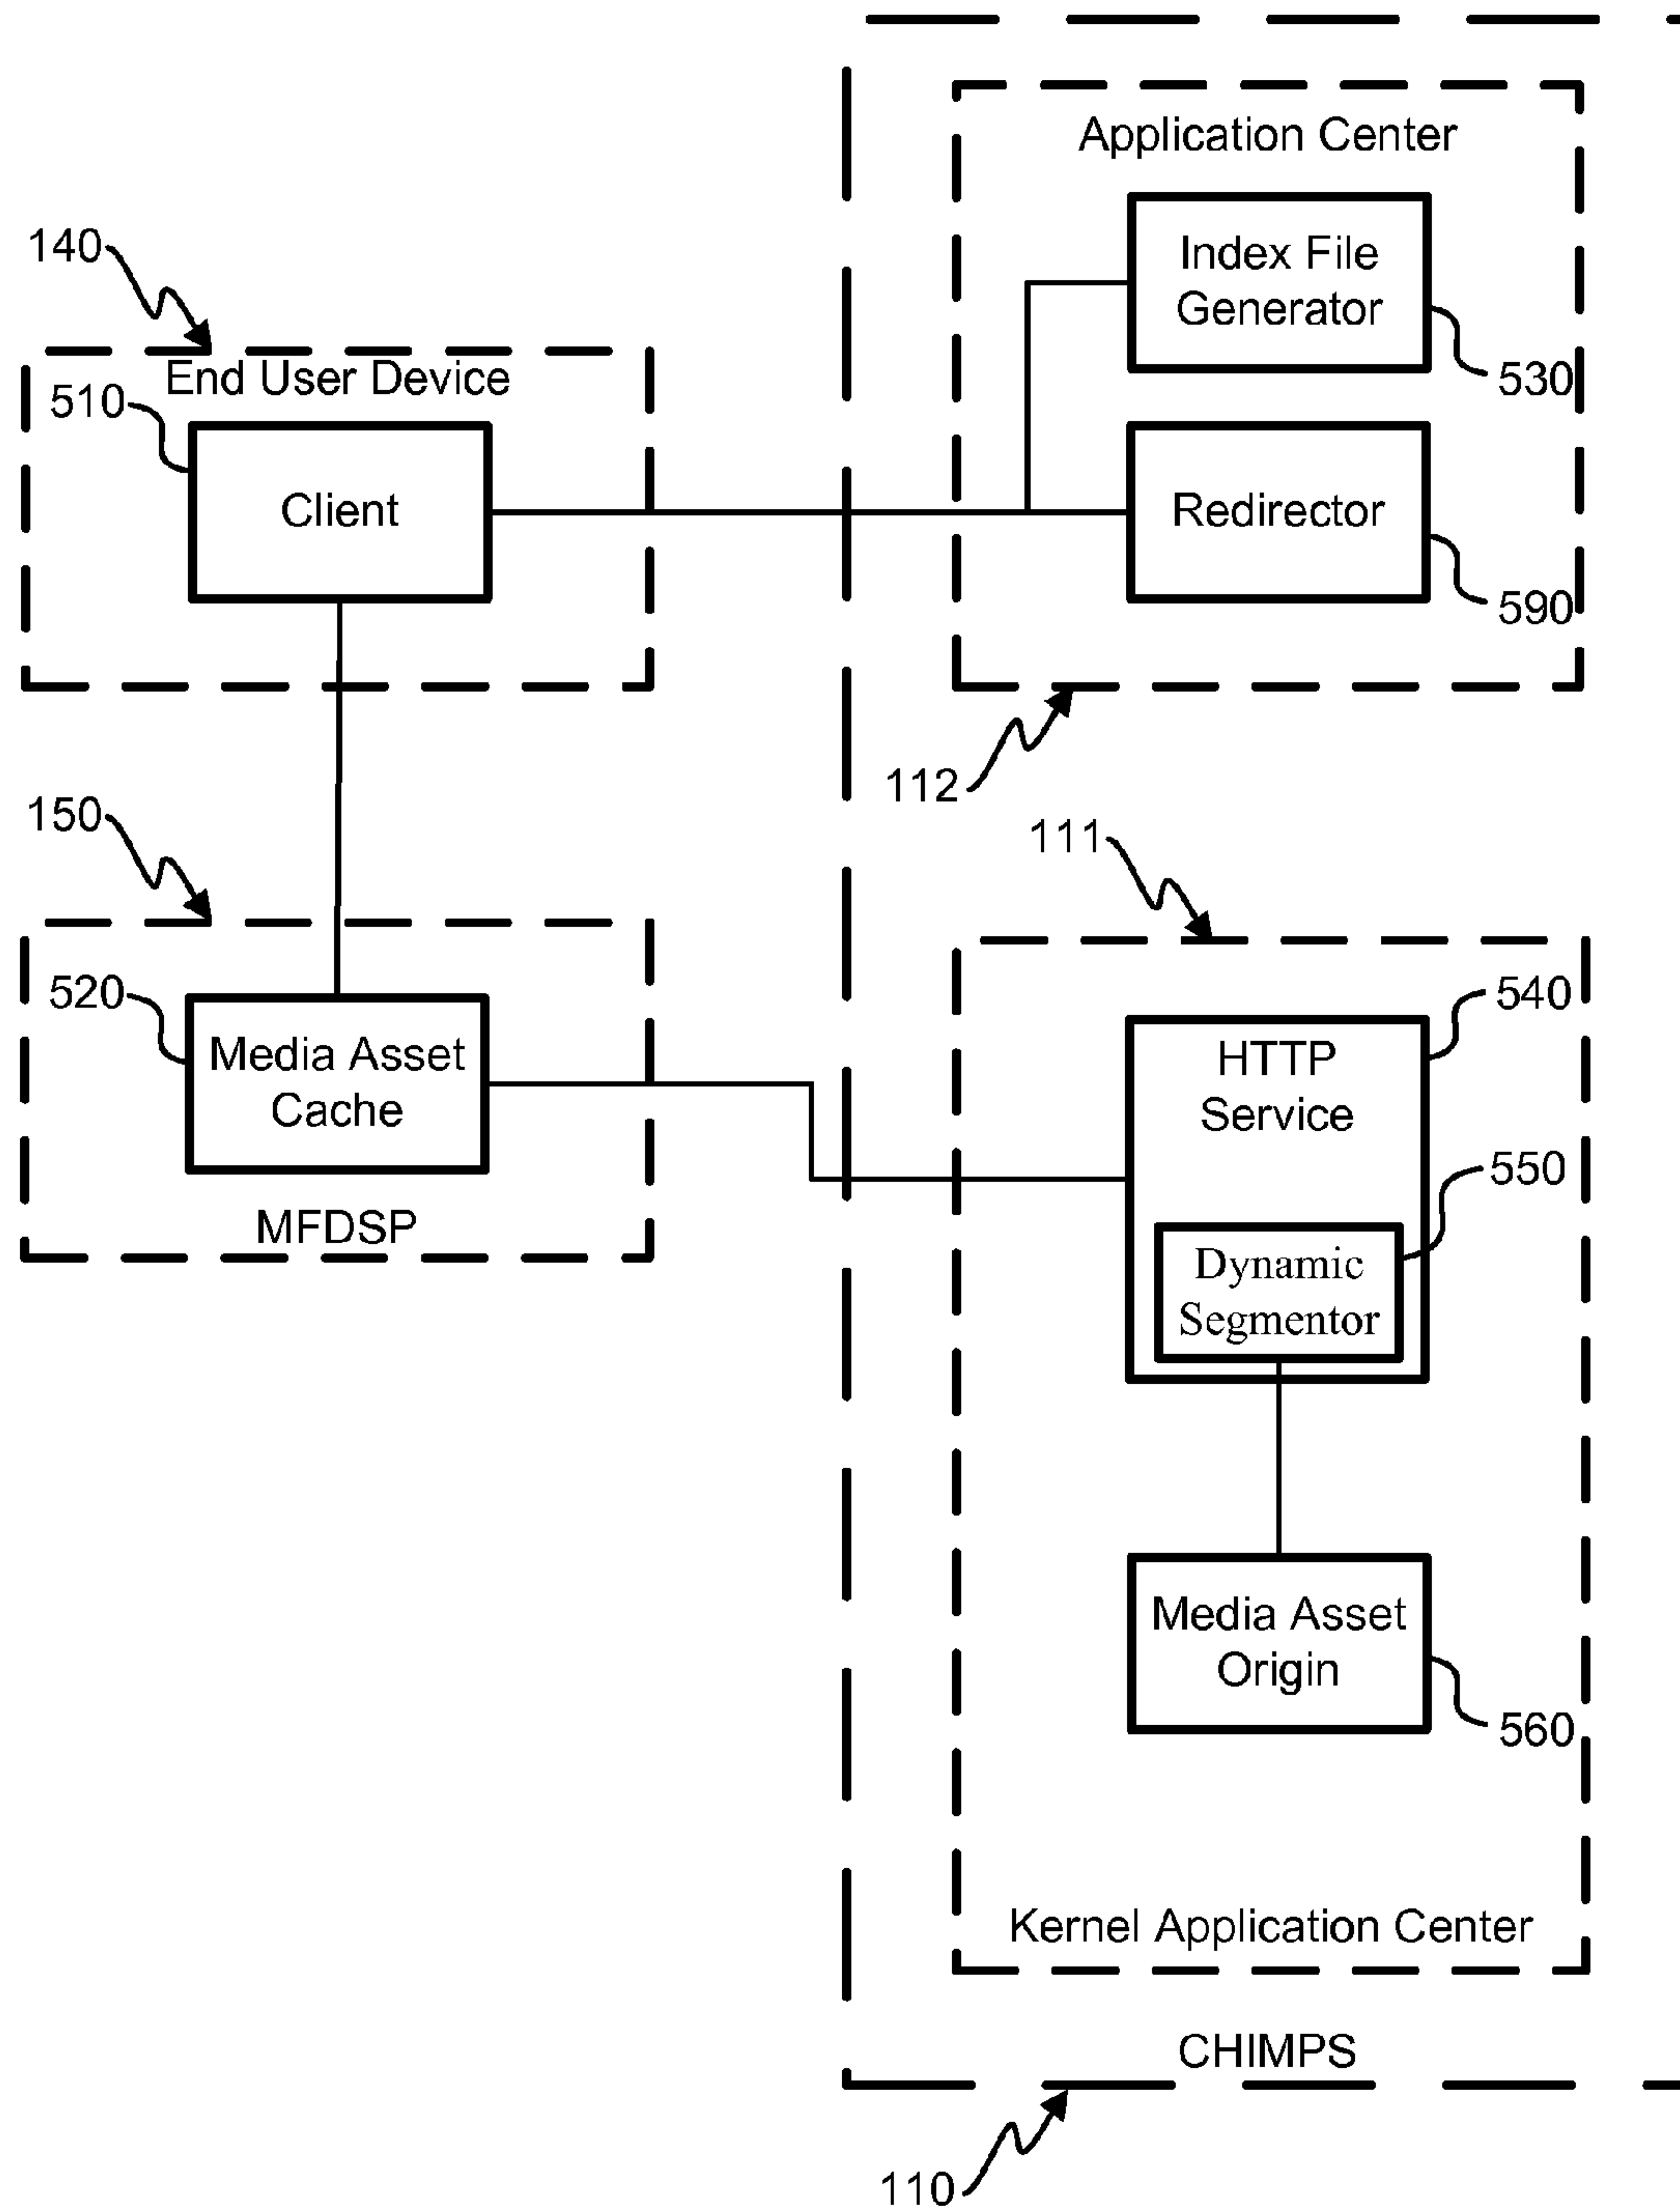 Application Center
Index File
Generator
530
140
End User Device
510
Client
Redirector
590
112
150
111
520
Media Asset
Cache
MFDSP
540
HTTP
Service
550
Dynamic
Segmentor
Media Asset
Origin
560
Kernel Application Center
CHIMPS
110